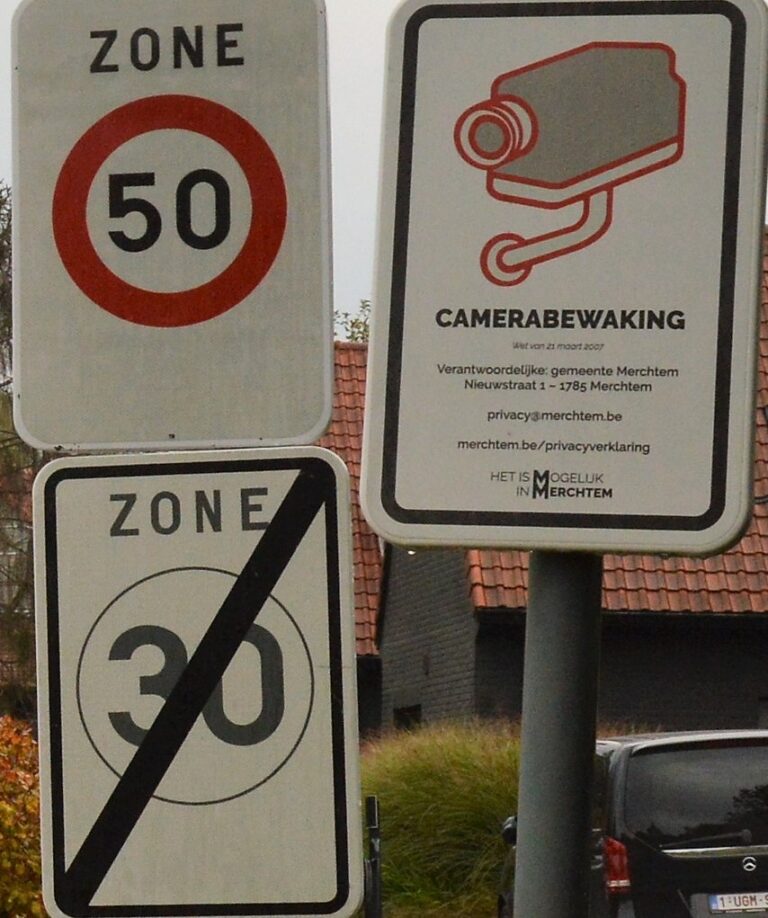 ZONE
50
ZONE
30
CAMERABEWAKING
Wet van 21 maart 2007
Verantwoordelijke: gemeente Merchtem
Nieuwstraat 1 – 1785 Merchtem
privacy@merchtem.be
merchtem.be/privacyverklaring
HET IS MOGELIJK
IN MERCHTEM